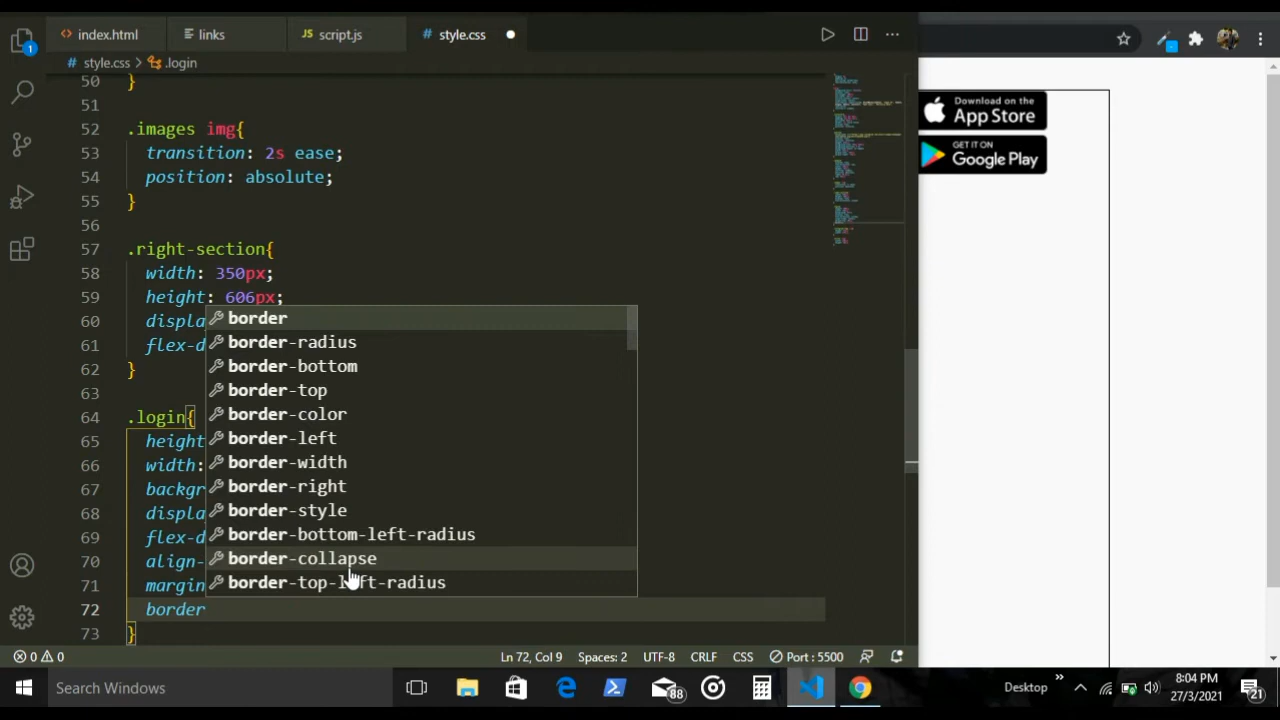 index.html links script.js # style.css
# style.css > .login
50 }
51
52 .images img{
53 transition: 2s ease;
54 position: absolute;
55 }
56
57 .right-section{
58 width: 350px;
59 height: 606px;
60 displa
61 flex-d
62 }
63
64 .login{
65 height
66 width:
67 backgr
68 displa
69 flex-d
70 align-
71 margin
72 border
73 }
border
border-radius
border-bottom
border-top
border-color
border-left
border-width
border-right
border-style
border-bottom-left-radius
border-collapse
border-top-left-radius
Download on the
App Store
GET IT ON
Google Play
1
0 0 Ln 72, Col 9 Spaces: 2 UTF-8 CRLF CSS Port : 5500
Search Windows 88 Desktop 8:04 PM
27/3/2021 21